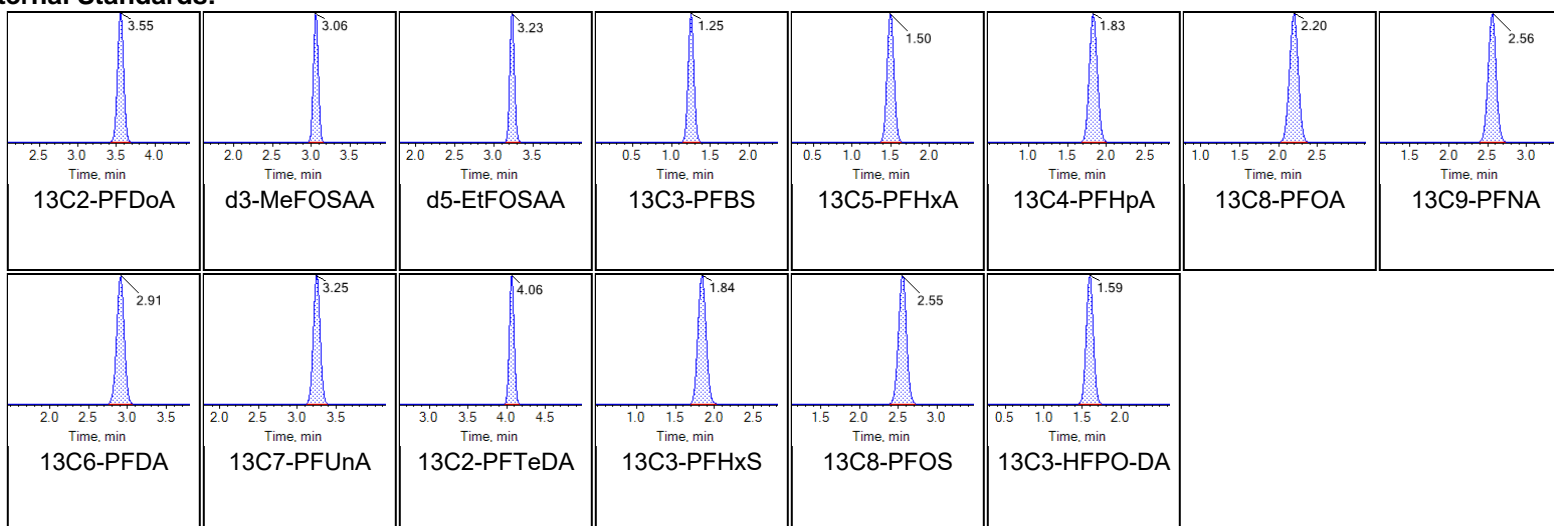 ternal Standards:
3.55 3.06 3.23 1.25 1.50 1.83 2.20 2.56
2.5 3.0 3.5 4.0 2.0 2.5 3.0 3.5 2.0 2.5 3.0 3.5 0.5 1.0 1.5 2.0 0.5 1.0 1.5 2.0 1.0 1.5 2.0 2.5 1.0 1.5 2.0 2.5 1.5 2.0 2.5 3.0
Time, min Time, min Time, min Time, min Time, min Time, min Time, min Time, min
13C2-PFDoA d3-MeFOSAA d5-EtFOSAA 13C3-PFBS 13C5-PFHxA 13C4-PFHpA 13C8-PFOA 13C9-PFNA
2.91 3.25 4.06 1.84 2.55 1.59
2.0 2.5 3.0 3.5 2.0 2.5 3.0 3.5 3.0 3.5 4.0 4.5 1.0 1.5 2.0 2.5 1.5 2.0 2.5 3.0 0.5 1.0 1.5 2.0
Time, min Time, min Time, min Time, min Time, min Time, min
13C6-PFDA 13C7-PFUnA 13C2-PFTeDA 13C3-PFHxS 13C8-PFOS 13C3-HFPO-DA